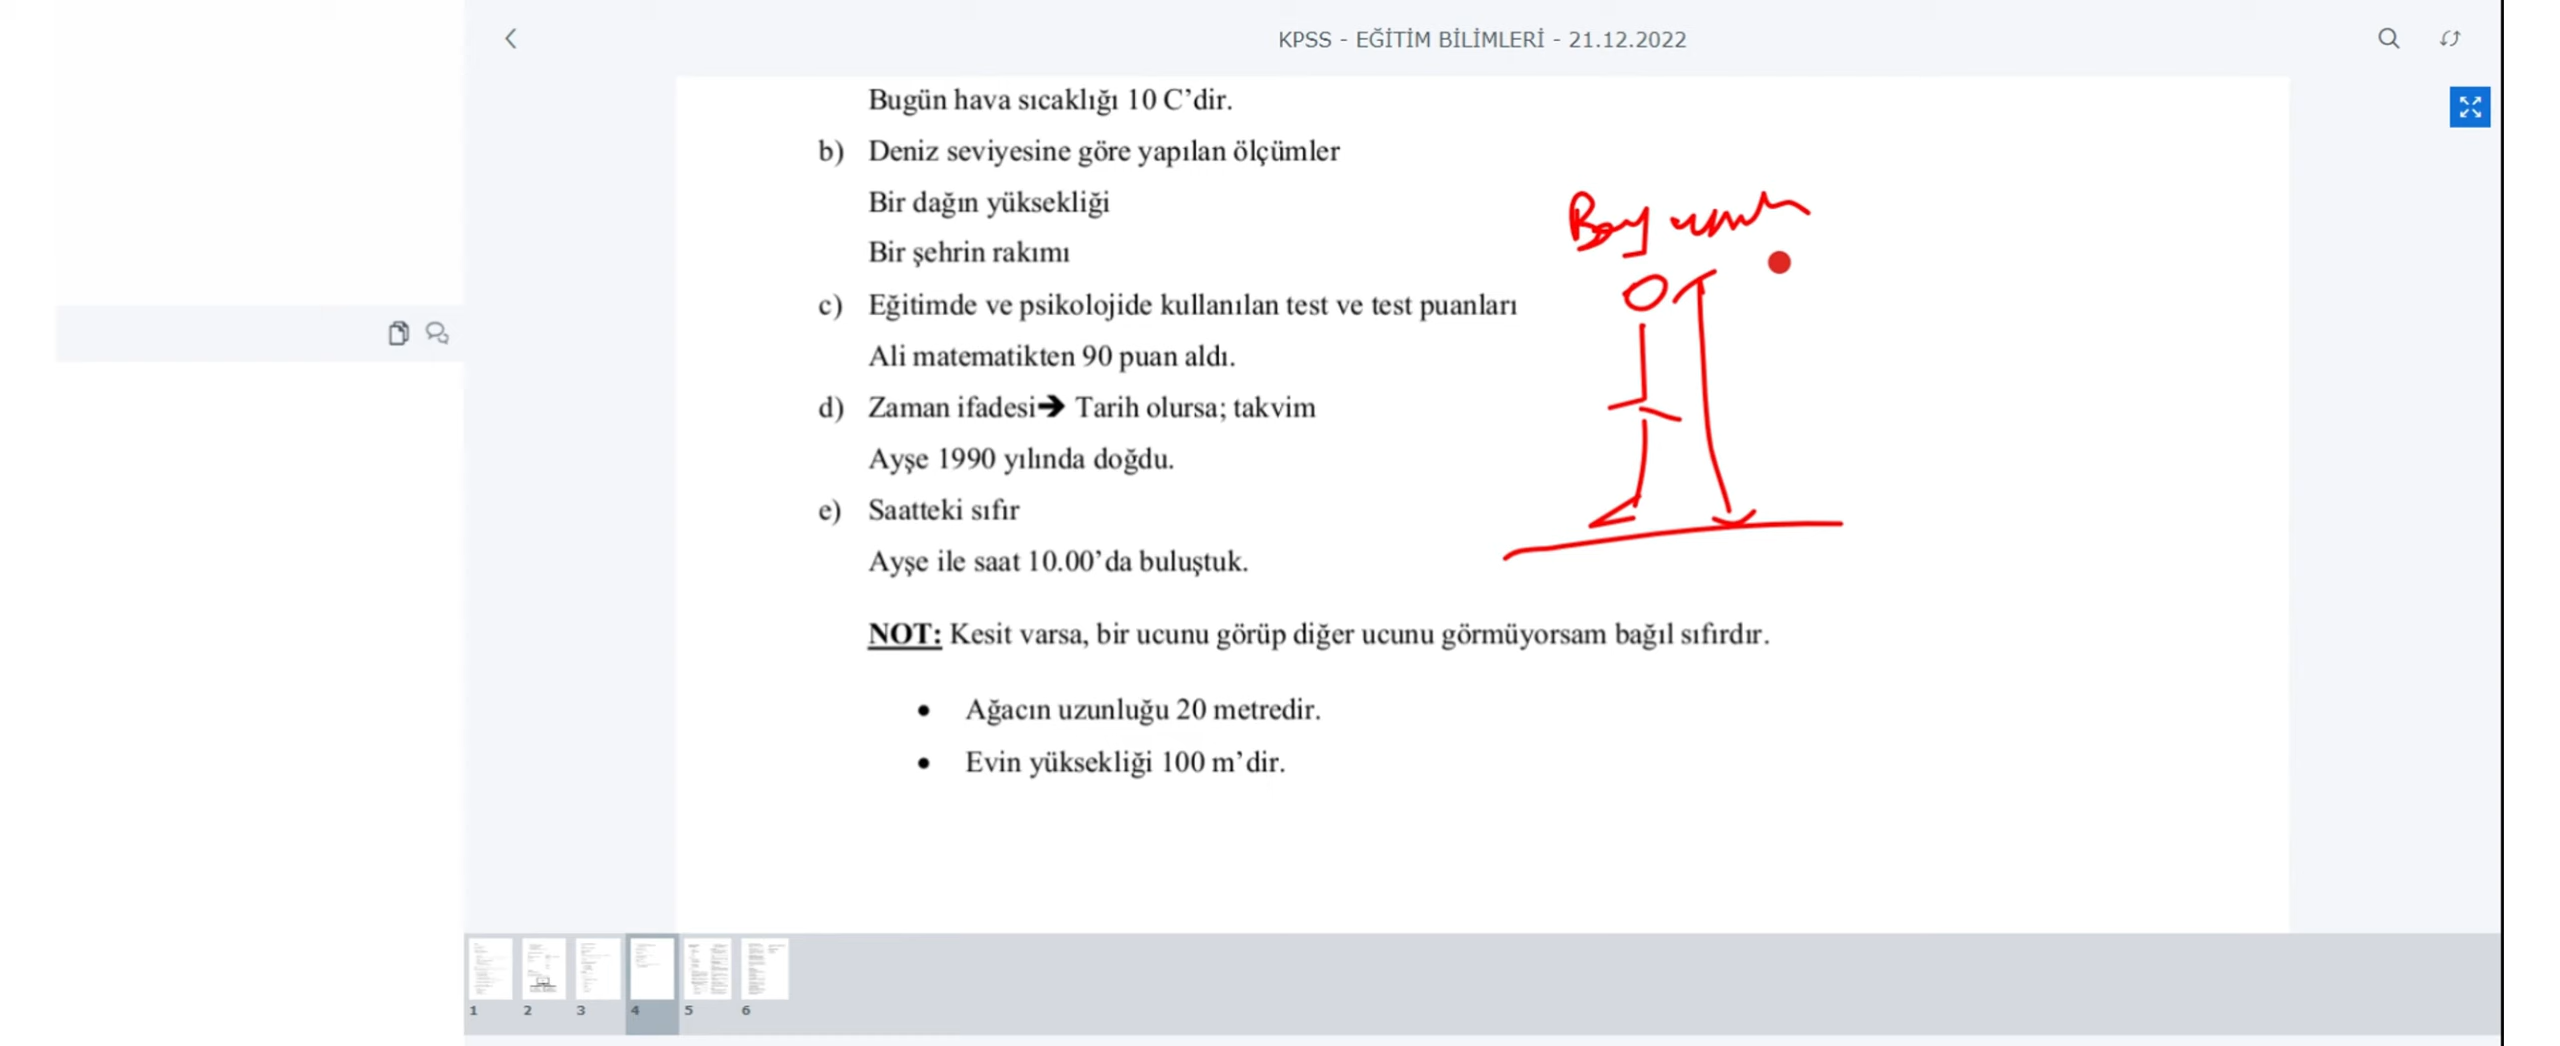 KPSS - EĞİTİM BİLİMLERİ - 21.12.2022
Bugün hava sıcaklığı 10 C’dir.
b) Deniz seviyesine göre yapılan ölçümler
Bir dağın yüksekliği
Bir şehrin rakımı
Boy
c) Eğitimde ve psikolojide kullanılan test ve test puanları
Ali matematikten 90 puan aldı.
d) Zaman ifadesi➔ Tarih olursa; takvim
Ayşe 1990 yılında doğdu.
e) Saatteki sıfır
Ayşe ile saat 10.00’da buluştuk.
NOT: Kesit varsa, bir ucunu görüp diğer ucunu görmüyorsam bağıl sıfırdır.
• Ağacın uzunluğu 20 metredir.
• Evin yüksekliği 100 m’dir.
1 2 3 4 5 6